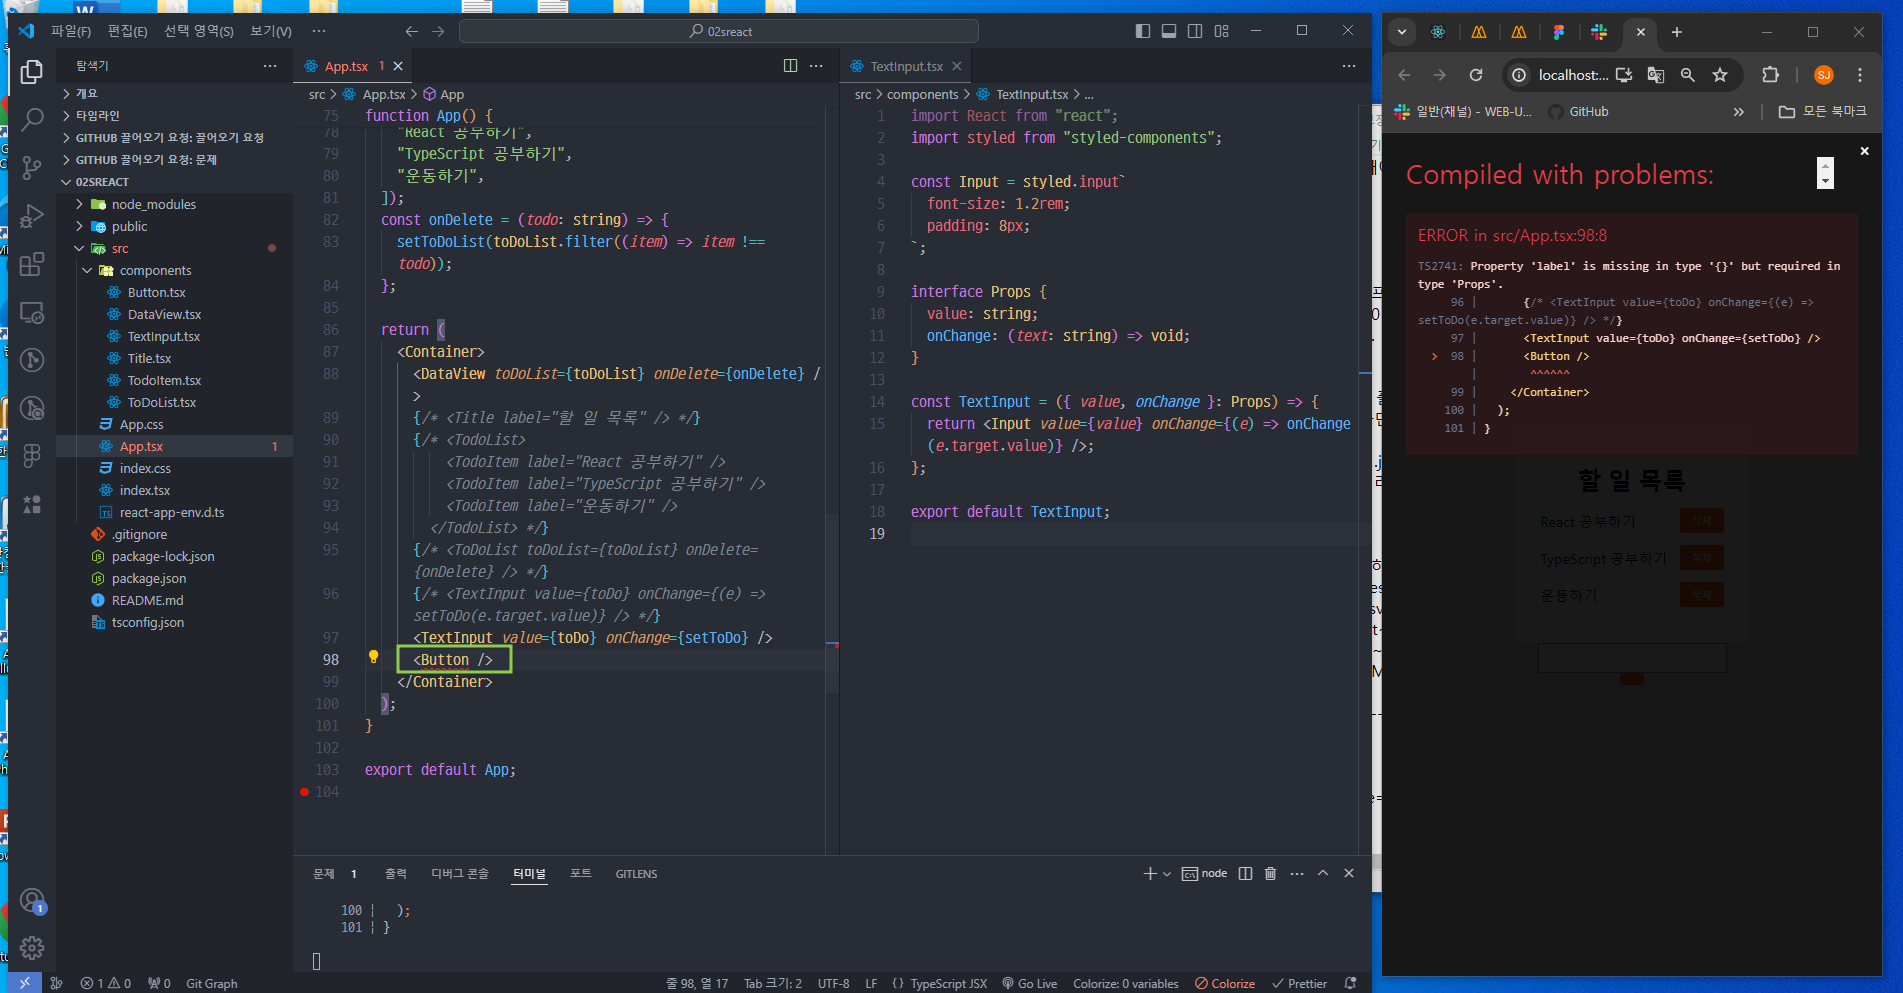 파일(F) 편집(E) 선택 영역(S) 보기(V) ···
02sreact
탐색기
개요
타임라인
GITHUB 끌어오기 요청: 끌어오기 요청
GITHUB 끌어오기 요청: 문제
02SREACT
node_modules
public
src
components
Button.tsx
DataView.tsx
TextInput.tsx
Title.tsx
TodoItem.tsx
ToDoList.tsx
App.css
App.tsx 1
index.css
index.tsx
react-app-env.d.ts
.gitignore
package-lock.json
package.json
README.md
tsconfig.json
App.tsx 1
src > App.tsx > App
75 function App() {
78 "React 공부하기",
79 "TypeScript 공부하기",
80 "운동하기",
81 ]);
82 const onDelete = (todo: string) => {
83 setToDoList(toDoList.filter((item) => item !==
todo));
84 };
85
86 return (
87 <Container>
88 <DataView toDoList={toDoList} onDelete={onDelete} /
>
89 {/* <Title label="할 일 목록" /> */}
90 {/* <TodoList>
91 <TodoItem label="React 공부하기" />
92 <TodoItem label="TypeScript 공부하기" />
93 <TodoItem label="운동하기" />
94 </TodoList> */}
95 {/* <ToDoList toDoList={toDoList} onDelete=
{onDelete} /> */}
96 {/* <TextInput value={toDo} onChange={(e) =>
setToDo(e.target.value)} /> */}
97 <TextInput value={toDo} onChange={setToDo} />
98 <Button />
99 </Container>
100 );
101 }
102
103 export default App;
104
TextInput.tsx
src > components > TextInput.tsx > ...
1 import React from "react";
2 import styled from "styled-components";
3
4 const Input = styled.input`
5 font-size: 1.2rem;
6 padding: 8px;
7 `;
8
9 interface Props {
10 value: string;
11 onChange: (text: string) => void;
12 }
13
14 const TextInput = ({ value, onChange }: Props) => {
15 return <Input value={value} onChange={(e) => onChange
(e.target.value)} />;
16 };
17
18 export default TextInput;
19
문제 1 출력 디버그 콘솔 터미널 포트 GITLENS
node
100 | );
101 | }
1
1 0 0 Git Graph
줄 98, 열 17 Tab 크기: 2 UTF-8 LF {} TypeScript JSX Go Live Colorize: 0 variables Colorize Prettier
localhost:...
SJ
일반(채널) - WEB-U... GitHub » 모든 북마크
Compiled with problems:
ERROR in src/App.tsx:98:8
TS2741: Property 'label' is missing in type '{}' but required in
type 'Props'.
96 | {/* <TextInput value={toDo} onChange={(e) =>
setToDo(e.target.value)} /> */}
97 | <TextInput value={toDo} onChange={setToDo} />
> 98 | <Button />
| ^^^^^^
99 | </Container>
100 | );
101 | }
할 일 목록
React 공부하기 삭제
TypeScript 공부하기 삭제
운동하기 삭제